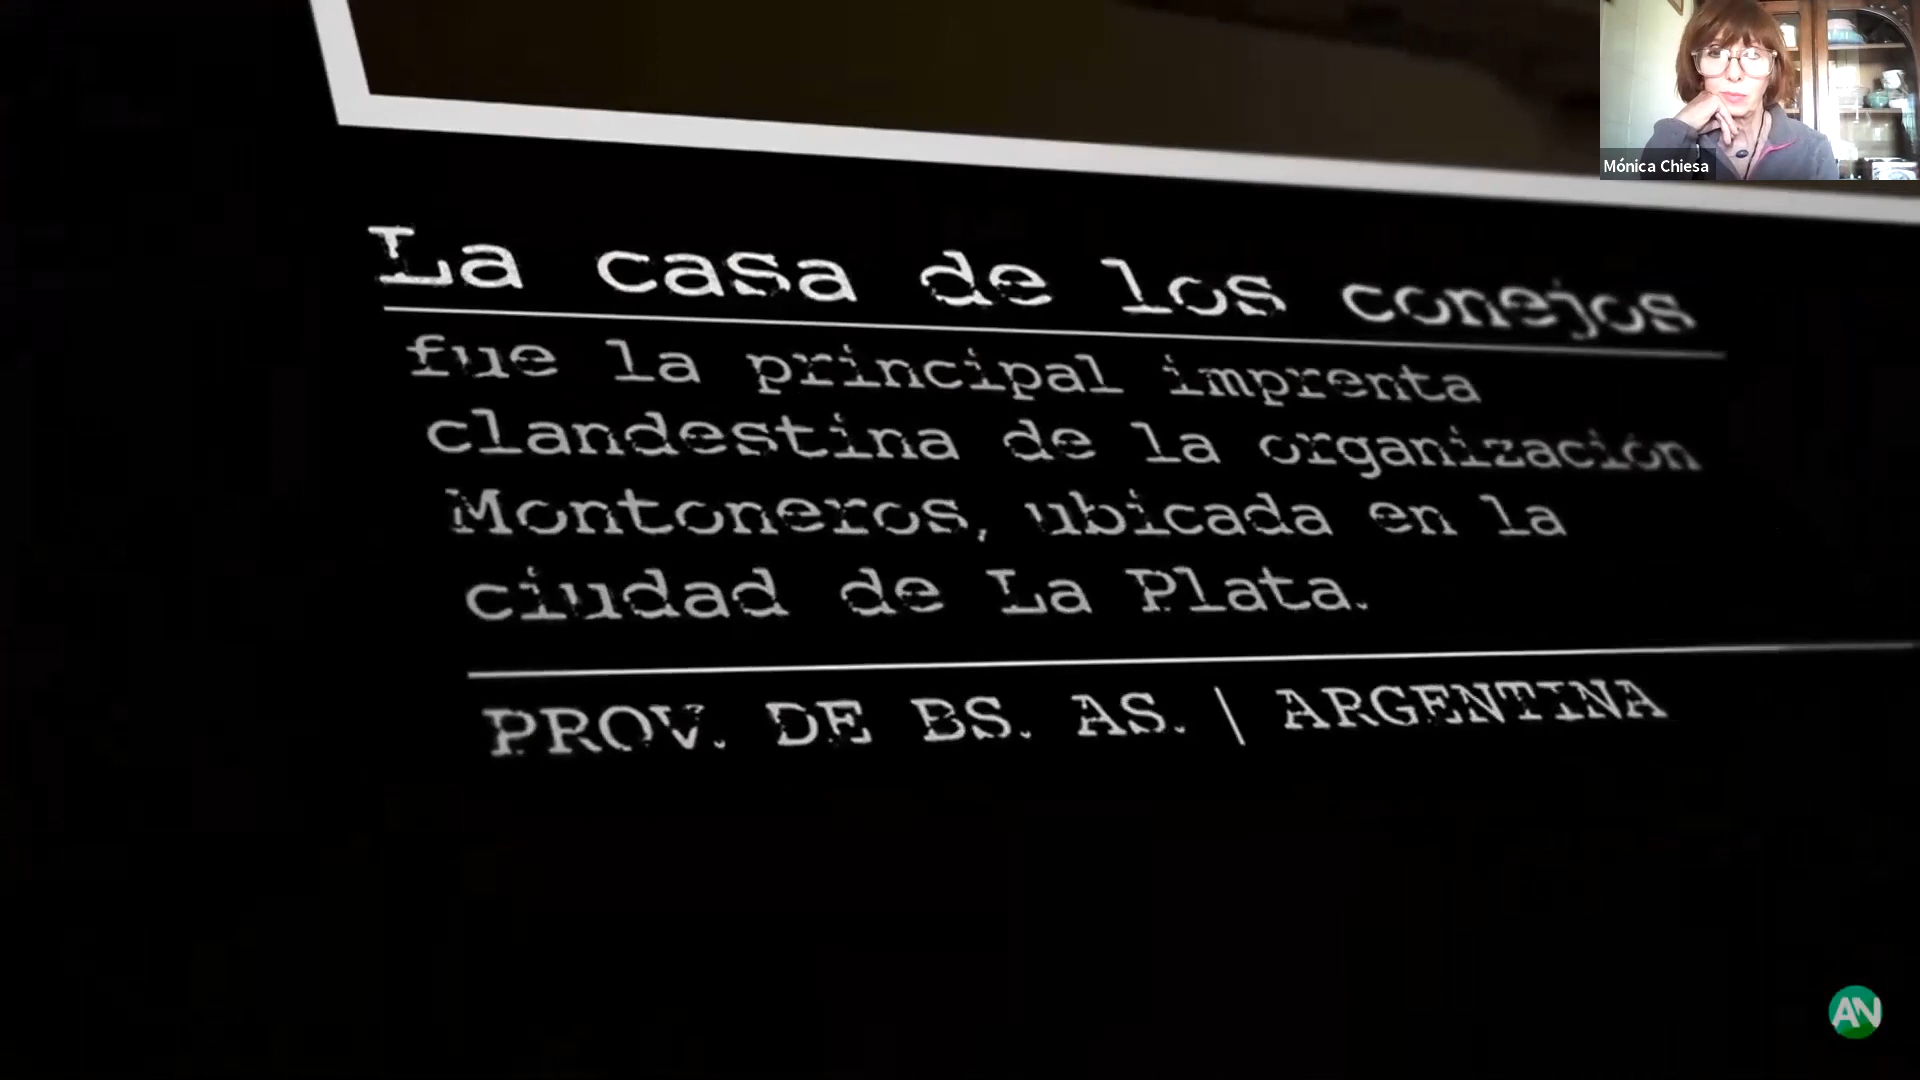 Mónica Chiesa
La casa de los conejos
fue la principal imprenta
clandestina de la organización
Montoneros, ubicada en la
ciudad de La Plata.
PROV. DE BS. AS. | ARGENTINA
AN